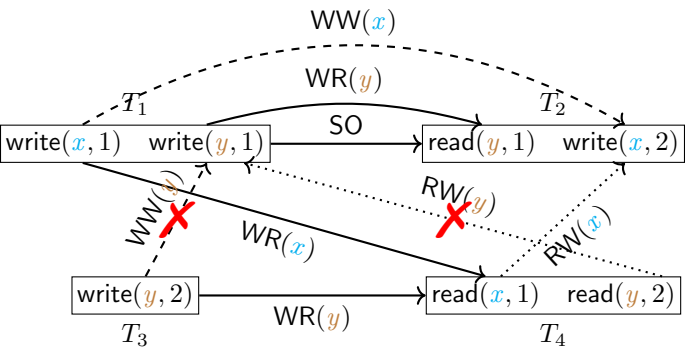 WW(x)
WR(y)
T₁
T₂
SO
write(x, 1) write(y, 1)
read(y, 1) write(x, 2)
WW(y)
RW(y)
WR(x)
RW(x)
write(y, 2)
read(x, 1) read(y, 2)
WR(y)
T₃
T₄